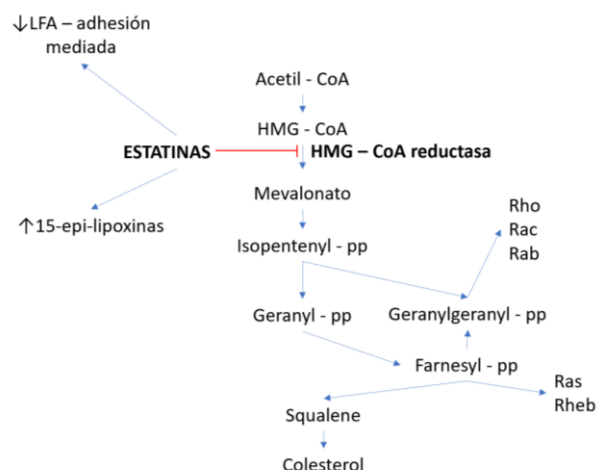 ↓LFA – adhesión
mediada
Acetil - CoA
HMG - CoA
ESTATINAS
HMG – CoA reductasa
Mevalonato
↑15-epi-lipoxinas
Isopentenyl - pp
Rho
Rac
Rab
Geranyl - pp
Geranylgeranyl - pp
Farnesyl - pp
Ras
Rheb
Squalene
Colesterol